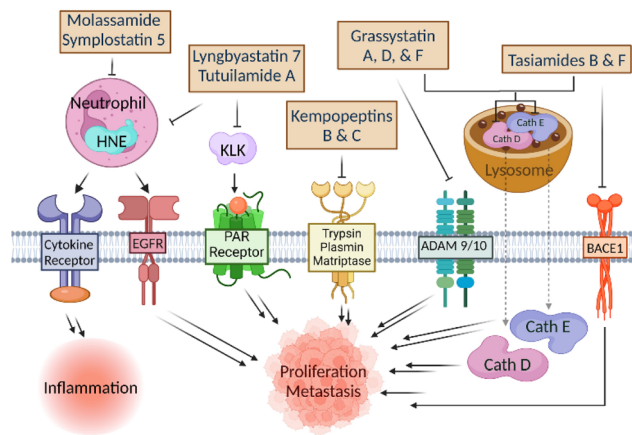 Molassamide
Symplostatin 5
Lyngbyastatin 7
Tutuilamide A
Grassystatin
A, D, & F
Tasiamides B & F
Kempopeptins
B & C
Neutrophil
HNE
KLK
Cath E
Cath D
Lysosome
Cytokine
Receptor
EGFR
PAR
Receptor
Trypsin
Plasmin
Matriptase
ADAM 9/10
BACE1
Cath E
Cath D
Inflammation
Proliferation
Metastasis